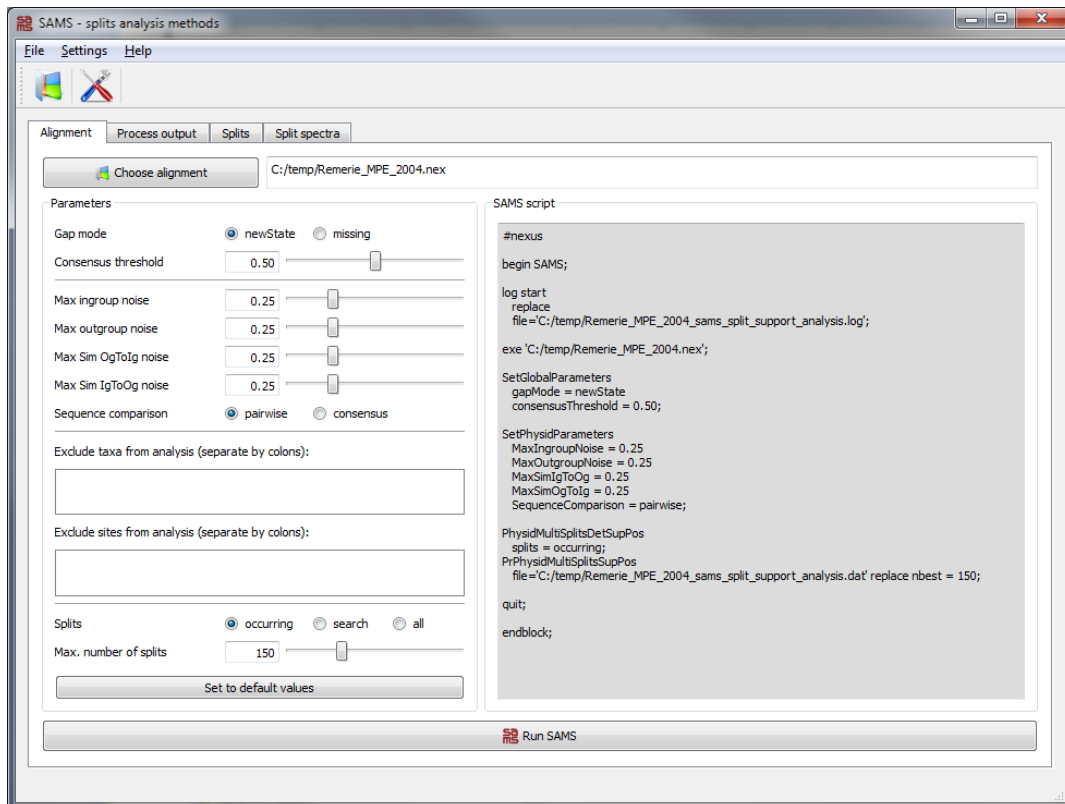 SAMS - splits analysis methods
File Settings Help
Alignment Process output Splits Split spectra
Choose alignment C:/temp/Remerie_MPE_2004.nex
Parameters
Gap mode newState missing
Consensus threshold 0.50
Max ingroup noise 0.25
Max outgroup noise 0.25
Max Sim OgToIg noise 0.25
Max Sim IgToOg noise 0.25
Sequence comparison pairwise consensus
Exclude taxa from analysis (separate by colons):
Exclude sites from analysis (separate by colons):
Splits occurring search all
Max. number of splits 150
Set to default values
SAMS script
#nexus
begin SAMS;
log start
replace
file='C:/temp/Remerie_MPE_2004_sams_split_support_analysis.log';
exe 'C:/temp/Remerie_MPE_2004.nex';
SetGlobalParameters
gapMode = newState
consensusThreshold = 0.50;
SetPhysidParameters
MaxIngroupNoise = 0.25
MaxOutgroupNoise = 0.25
MaxSimIgToOg = 0.25
MaxSimOgToIg = 0.25
SequenceComparison = pairwise;
PhysidMultiSplitsDetSupPos
splits = occurring;
PrPhysidMultiSplitsSupPos
file='C:/temp/Remerie_MPE_2004_sams_split_support_analysis.dat' replace nbest = 150;
quit;
endblock;
Run SAMS